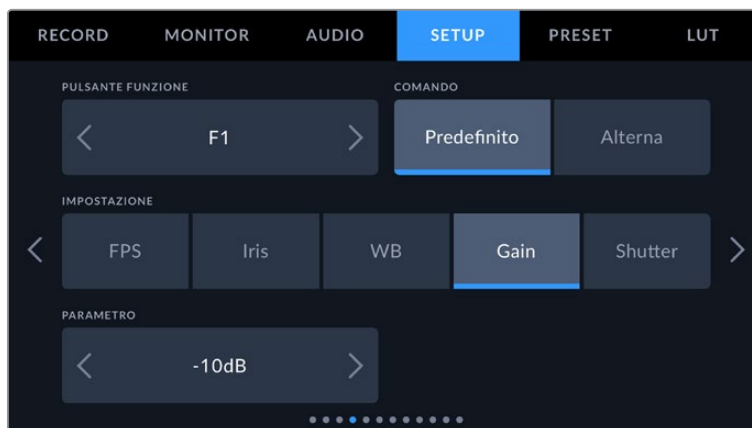 RECORD MONITOR AUDIO SETUP PRESET LUT
PULSANTE FUNZIONE COMANDO
F1 Predefinito Alterna
IMPOSTAZIONE
FPS Iris WB Gain Shutter
PARAMETRO
-10dB